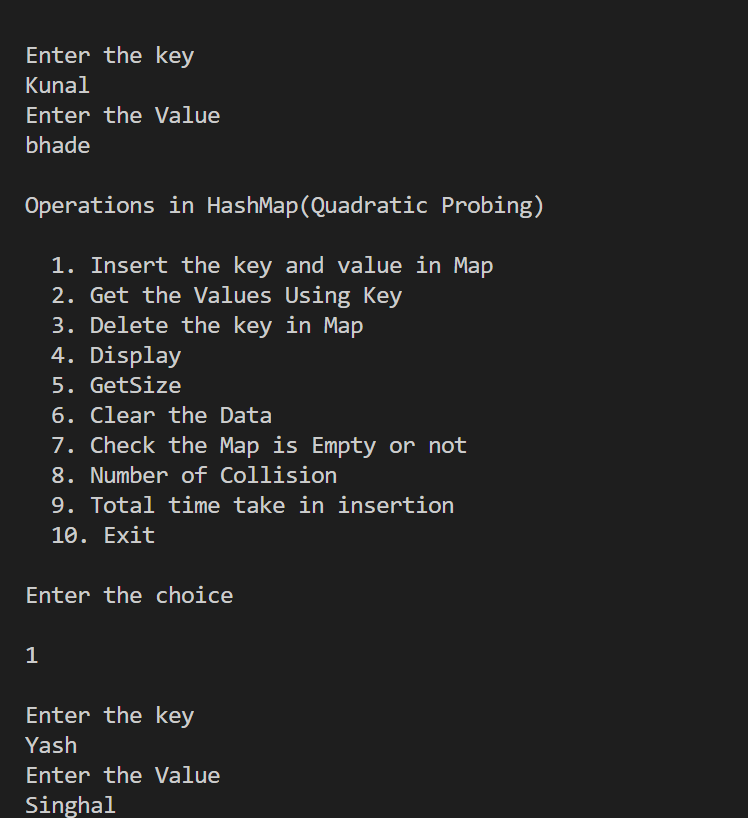 Enter the key
Kunal
Enter the Value
bhade
Operations in HashMap(Quadratic Probing)
1. Insert the key and value in Map
2. Get the Values Using Key
3. Delete the key in Map
4. Display
5. GetSize
6. Clear the Data
7. Check the Map is Empty or not
8. Number of Collision
9. Total time take in insertion
10. Exit
Enter the choice
1
Enter the key
Yash
Enter the Value
Singhal